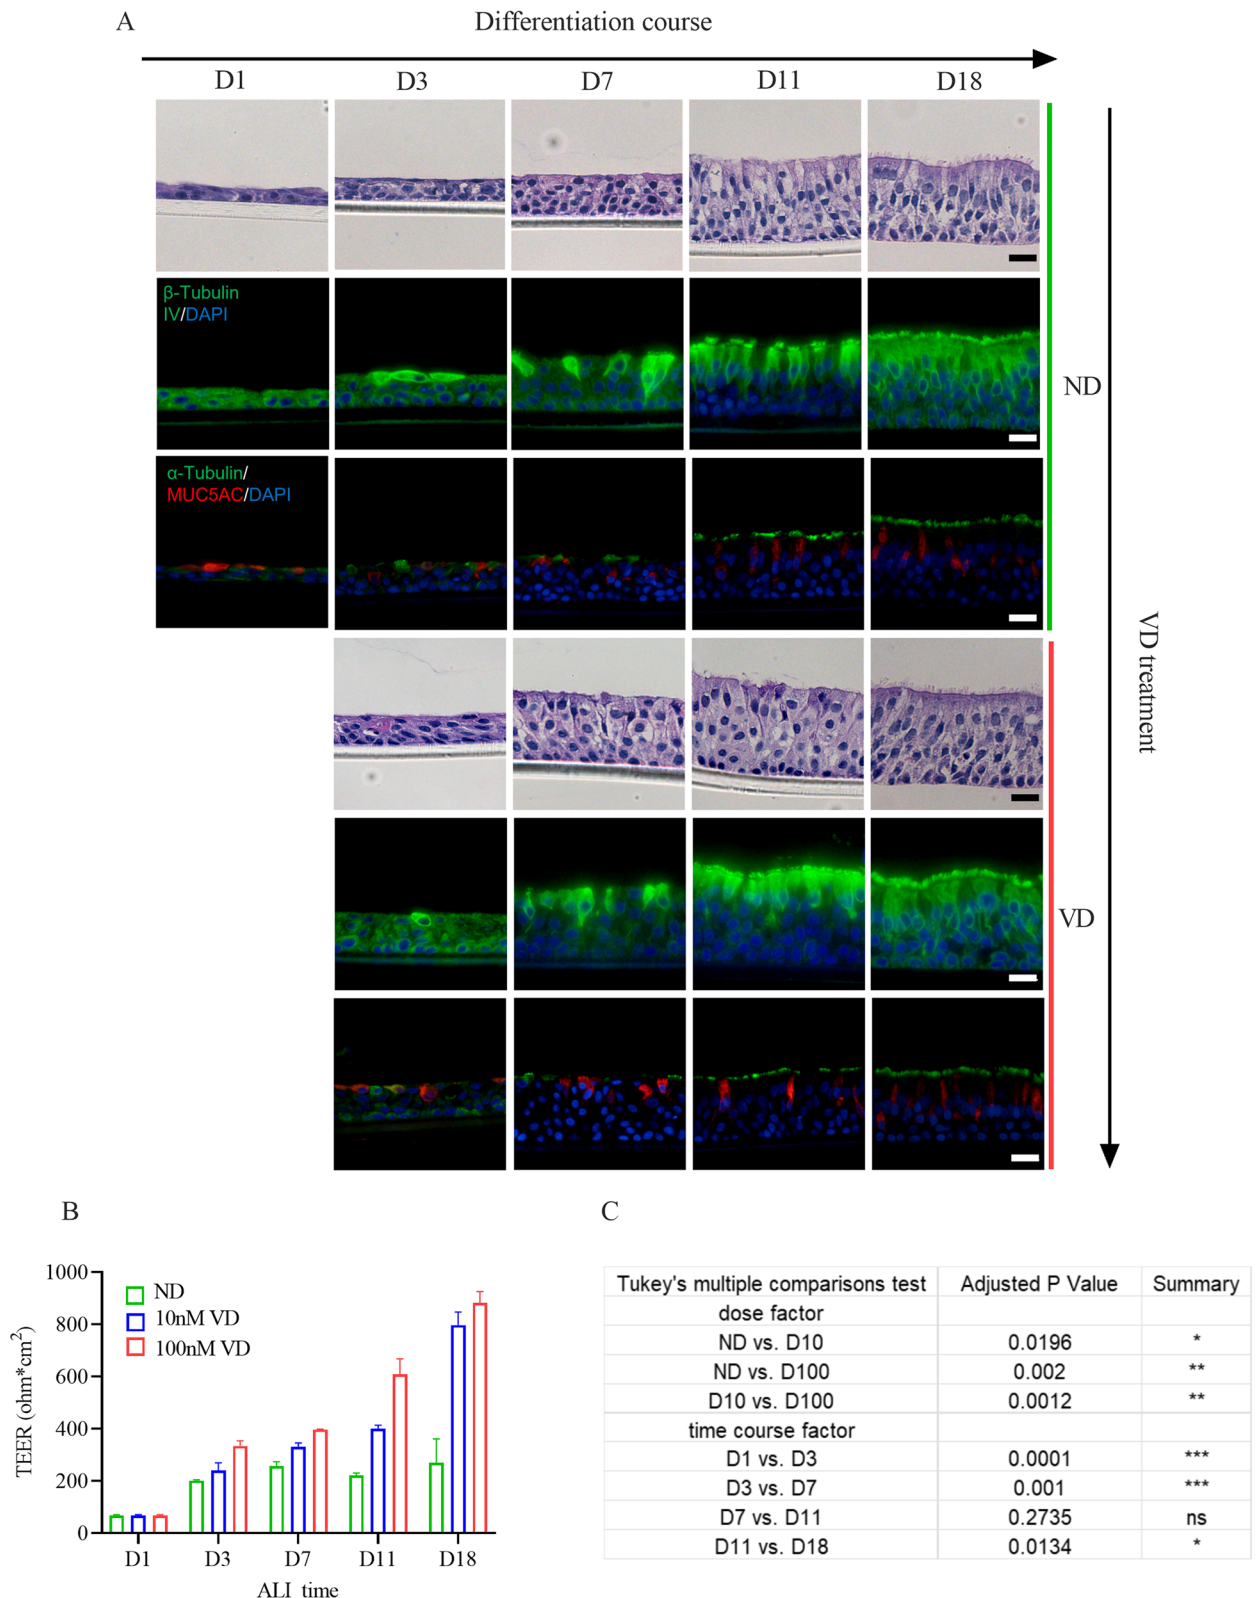 A
Differentiation course
D1 D3 D7 D11 D18
β-Tubulin
IV/DAPI
ND
α-Tubulin/
MUC5AC/DAPI
VD treatment
VD
B
1000
800
600
400
200
0
TEER (ohm*cm²)
ND
10nM VD
100nM VD
D1 D3 D7 D11 D18
ALI time
C
Tukey's multiple comparisons test Adjusted P Value Summary
dose factor
ND vs. D10 0.0196 *
ND vs. D100 0.002 **
D10 vs. D100 0.0012 **
time course factor
D1 vs. D3 0.0001 ***
D3 vs. D7 0.001 ***
D7 vs. D11 0.2735 ns
D11 vs. D18 0.0134 *